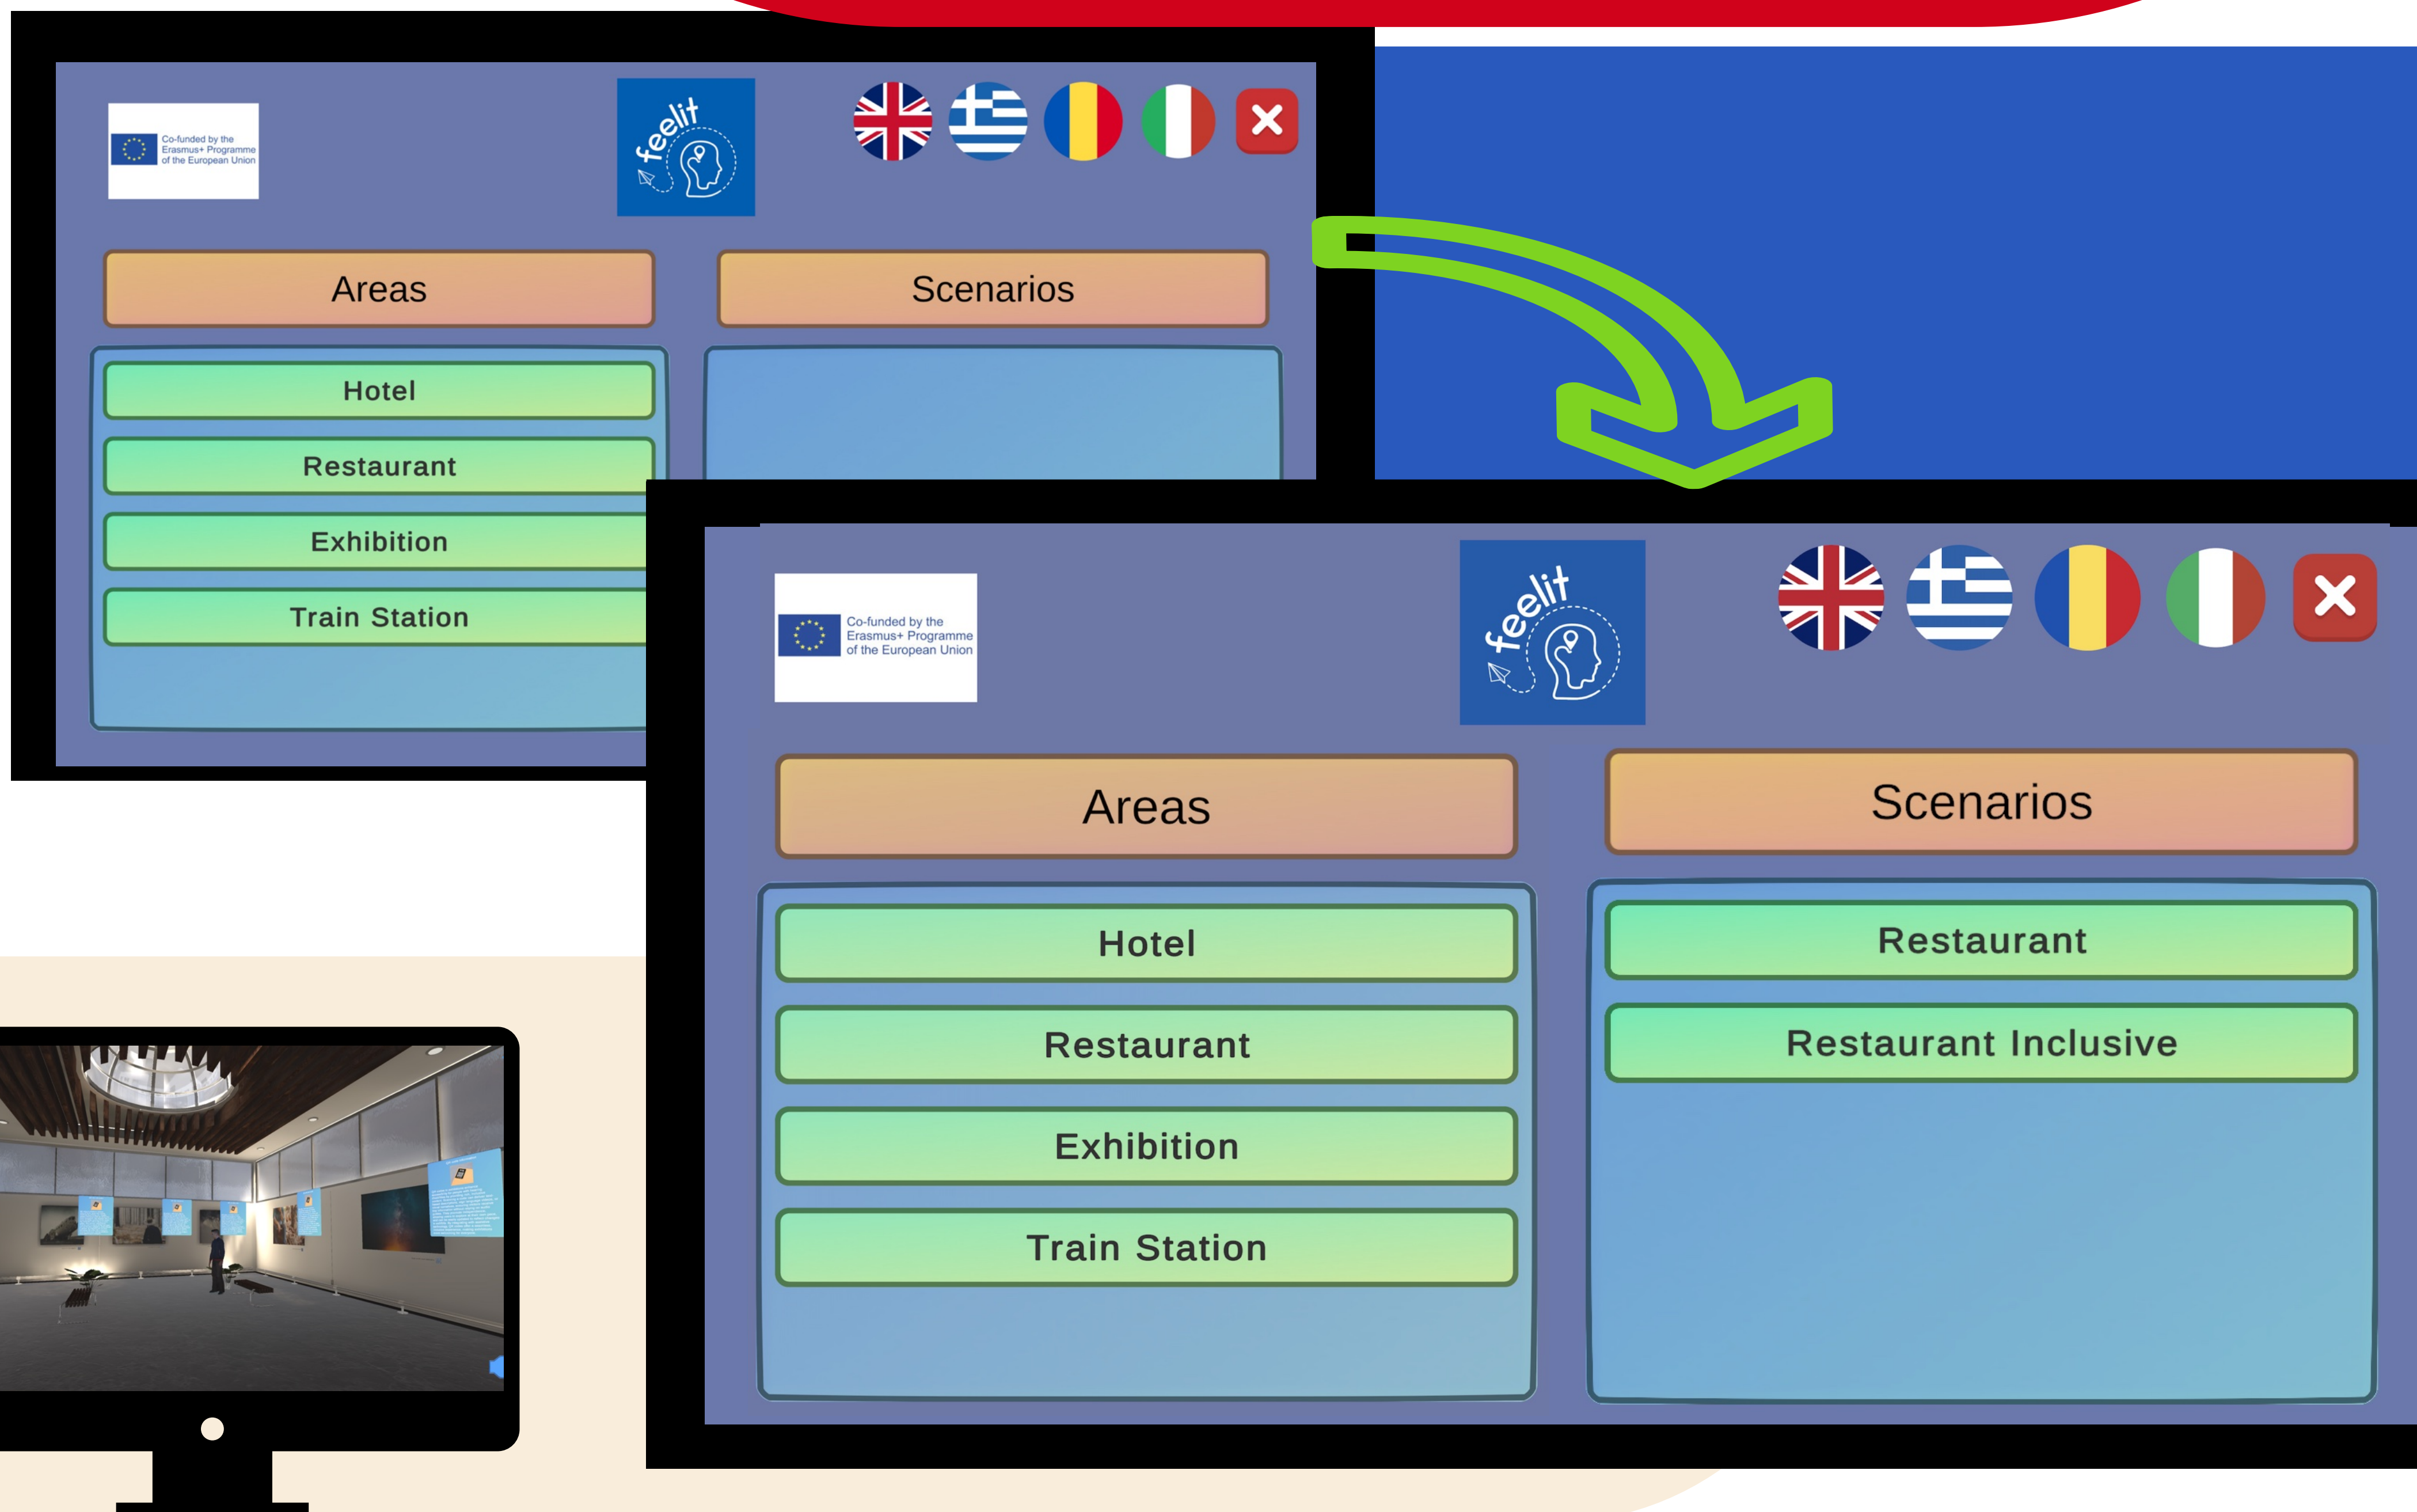 Co-funded by the
Erasmus+ Programme
of the European Union
feelit
Areas
Scenarios
Hotel
Restaurant
Exhibition
Train Station
Co-funded by the
Erasmus+ Programme
of the European Union
feelit
Areas
Scenarios
Hotel
Restaurant
Exhibition
Train Station
Restaurant
Restaurant Inclusive